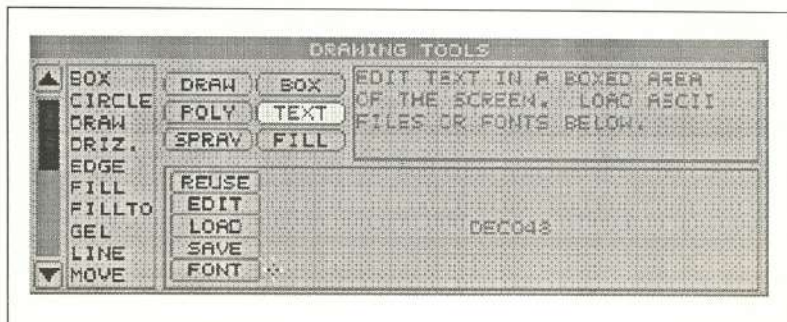 DRAWING TOOLS
BOX
CIRCLE
DRAW
DRIZ.
EDGE
FILL
FILLTO
GEL
LINE
MOVE
DRAW BOX
POLY TEXT
SPRAY FILL
EDIT TEXT IN A BOXED AREA
OF THE SCREEN. LOAD ASCII
FILES OR FONTS BELOW.
REUSE
EDIT
LOAD
SAVE
FONT
DECO48